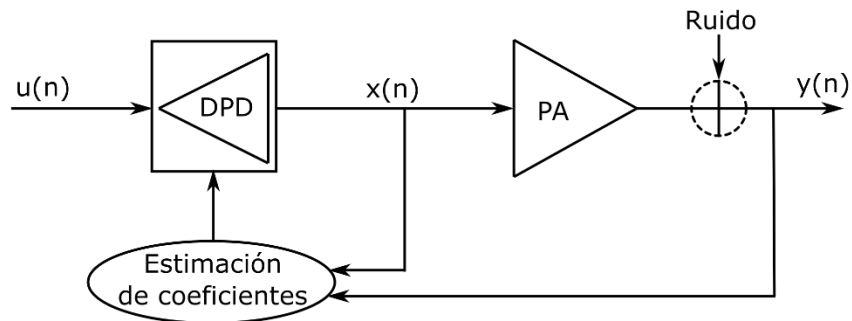 Ruido
u(n)
DPD
x(n)
PA
y(n)
Estimación
de coeficientes